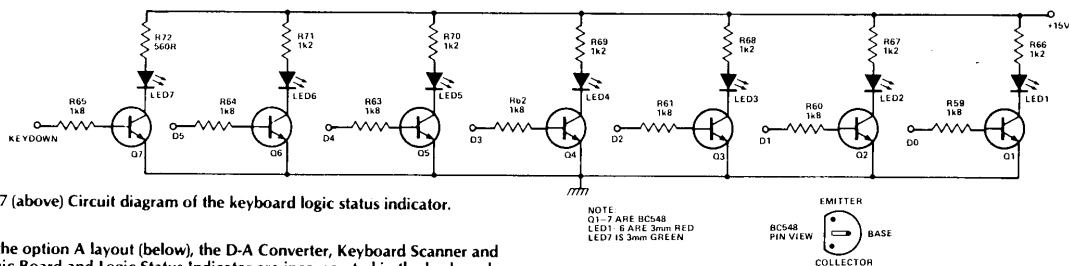 R72
560R
R71
1k2
R70
1k2
R69
1k2
R68
1k2
R67
1k2
R66
1k2
+15V
LED7
LED6
LED5
LED4
LED3
LED2
LED1
R65
1k8
R64
1k8
R63
1k8
R62
1k8
R61
1k8
R60
1k8
R59
1k8
KEYDOWN
D5
D4
D3
D2
D1
D0
Q7
Q6
Q5
Q4
Q3
Q2
Q1
7 (above) Circuit diagram of the keyboard logic status indicator.
NOTE
Q1-7 ARE BC548
LED1-6 ARE 3mm RED
LED7 IS 3mm GREEN
BC548
PIN VIEW
EMITTER
BASE
COLLECTOR
the option A layout (below), the D-A Converter, Keyboard Scanner and